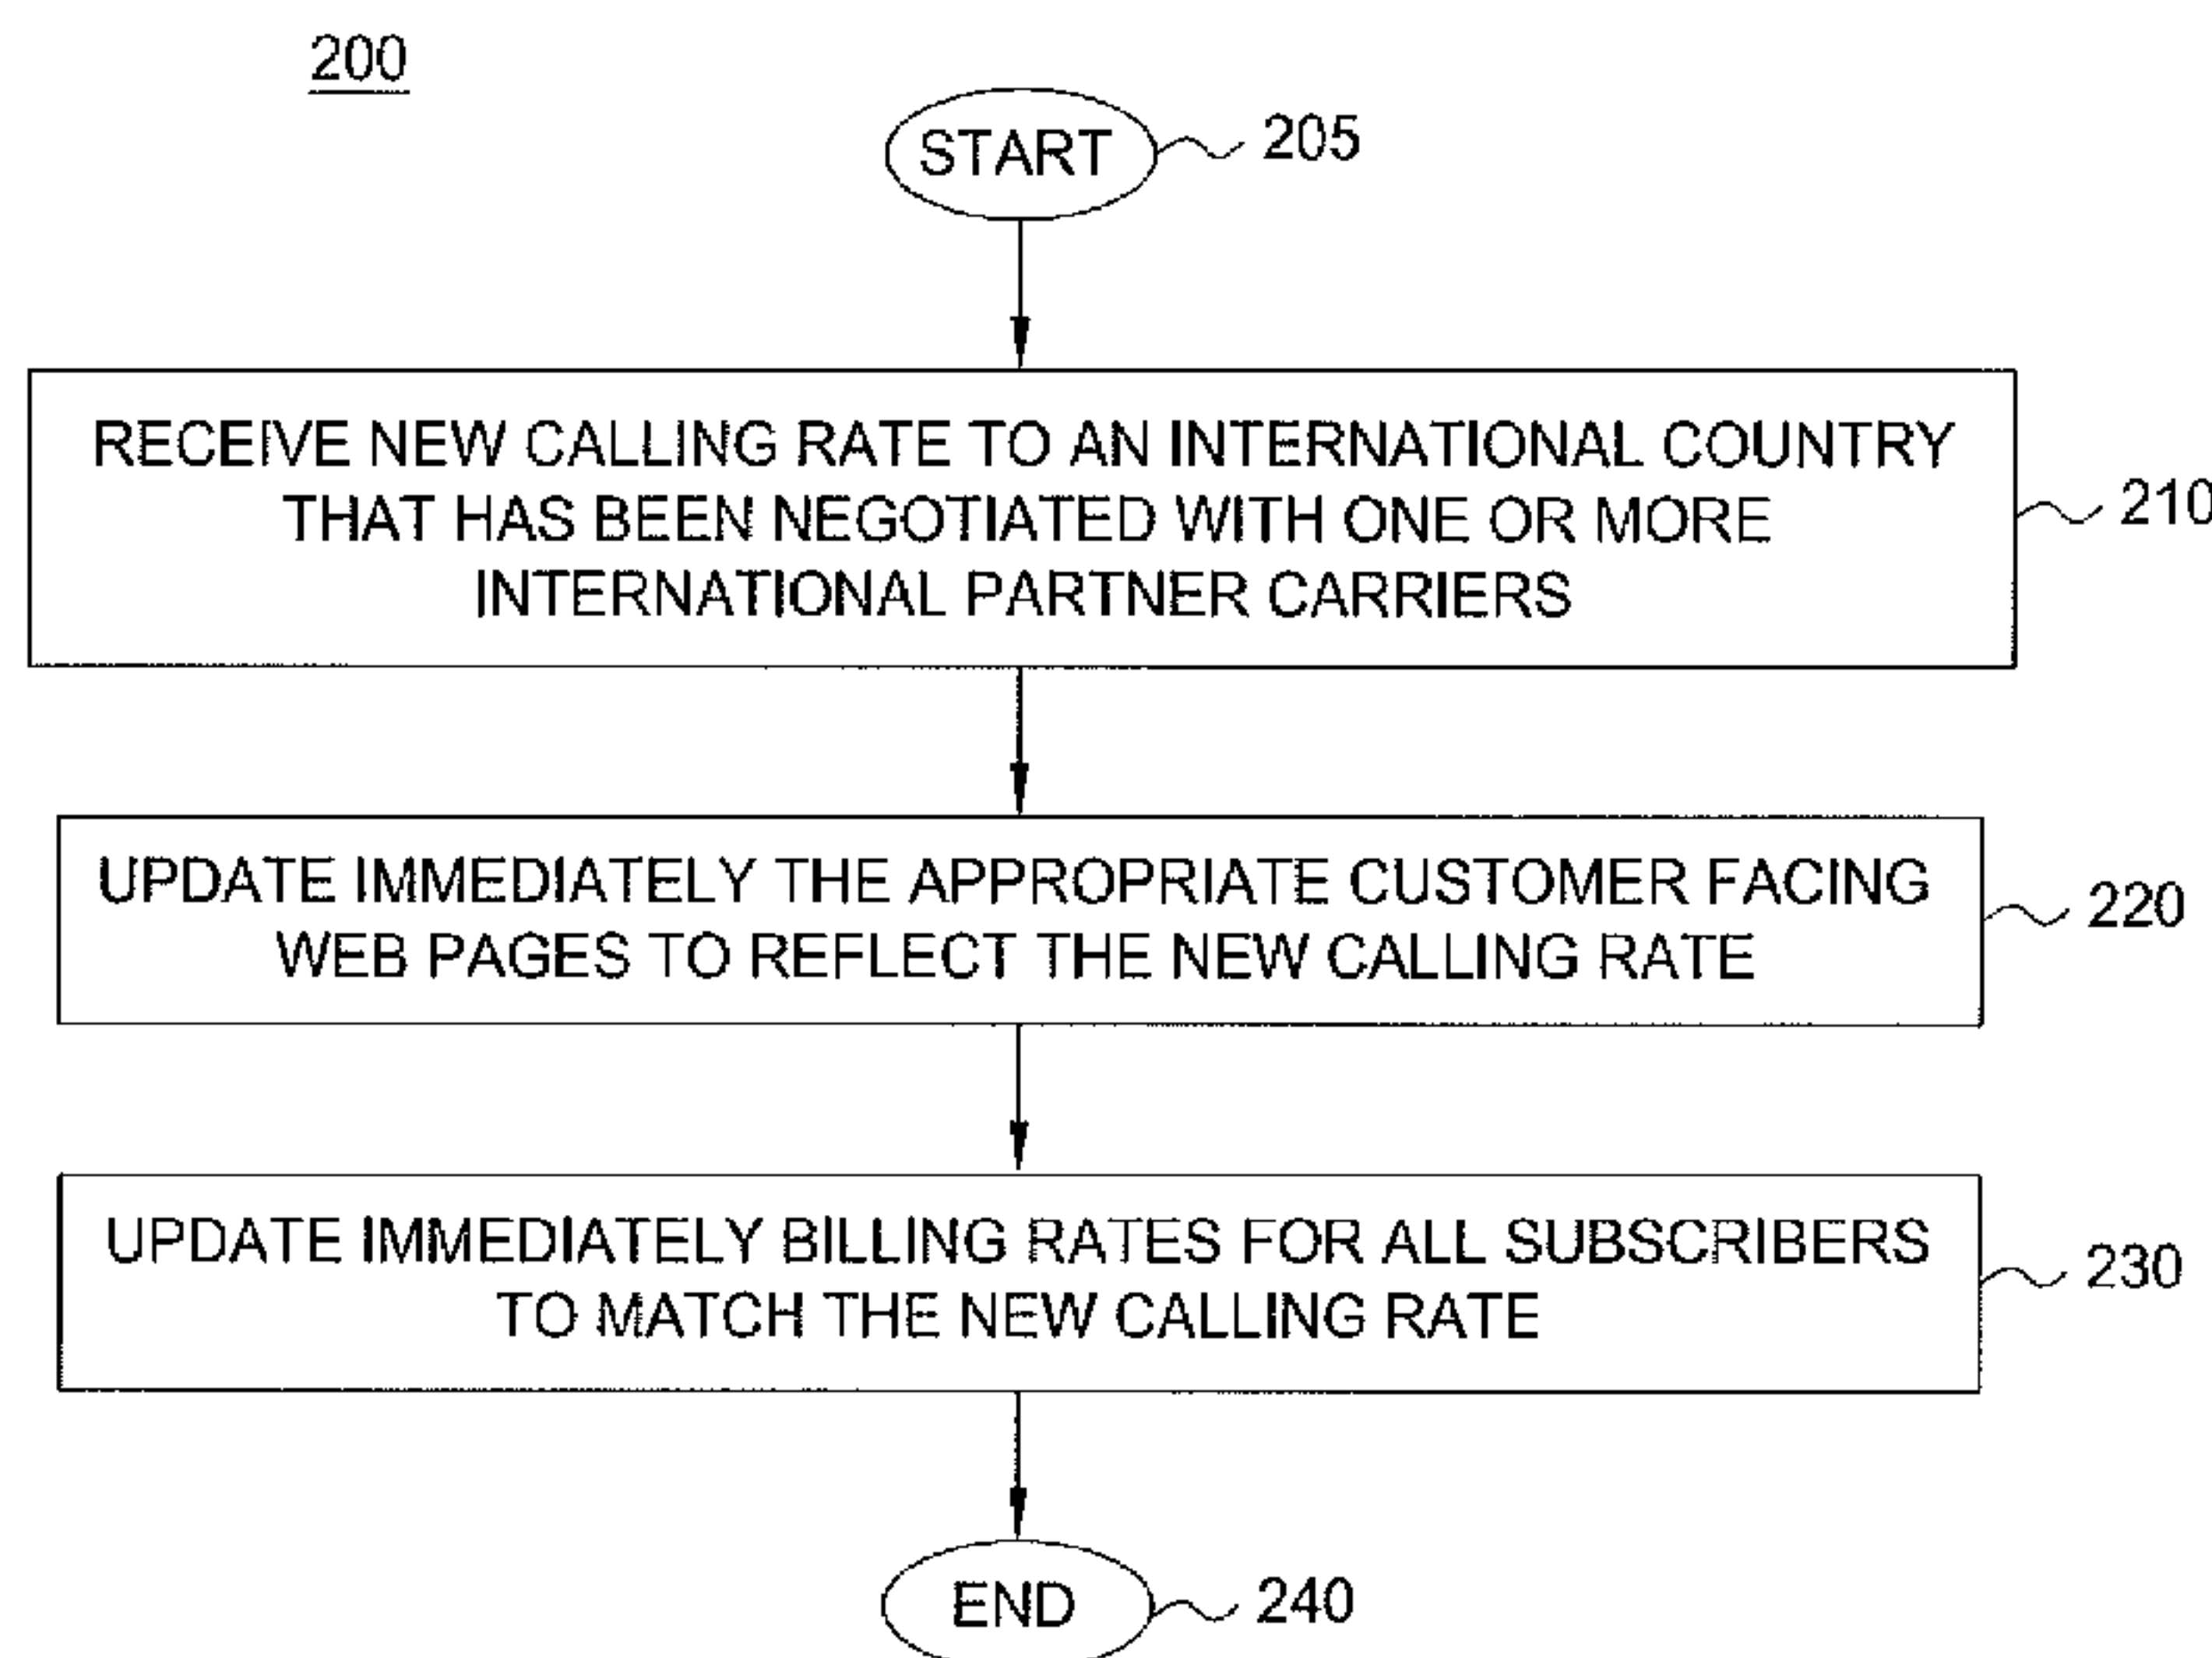 200
START
205
RECEIVE NEW CALLING RATE TO AN INTERNATIONAL COUNTRY
THAT HAS BEEN NEGOTIATED WITH ONE OR MORE
INTERNATIONAL PARTNER CARRIERS
210
UPDATE IMMEDIATELY THE APPROPRIATE CUSTOMER FACING
WEB PAGES TO REFLECT THE NEW CALLING RATE
220
UPDATE IMMEDIATELY BILLING RATES FOR ALL SUBSCRIBERS
TO MATCH THE NEW CALLING RATE
230
END
240